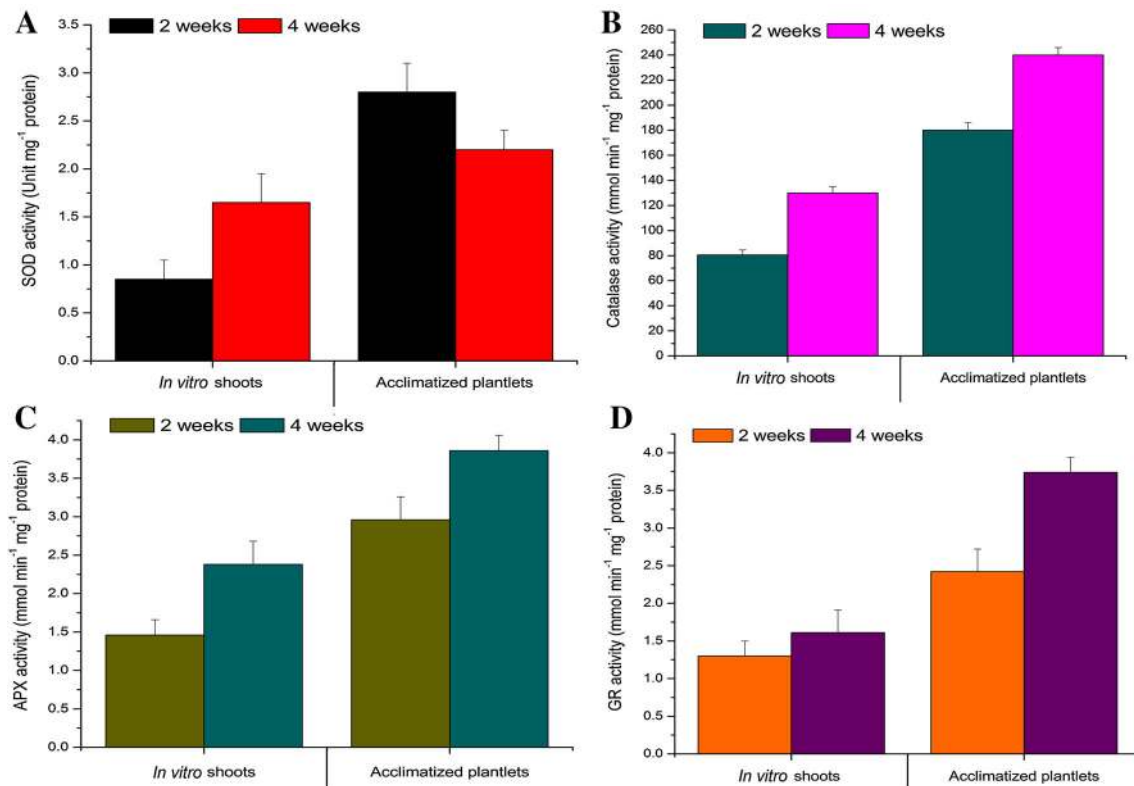 A
2 weeks 4 weeks
SOD activity (Unit mg⁻¹ protein)
3.5
3.0
2.5
2.0
1.5
1.0
0.5
0.0
In vitro shoots
Acclimatized plantlets
B
2 weeks 4 weeks
Catalase activity (mmol min⁻¹ mg⁻¹ protein)
260
240
220
200
180
160
140
120
100
80
60
40
20
0
In vitro shoots
Acclimatized plantlets
C
2 weeks 4 weeks
APX activity (mmol min⁻¹ mg⁻¹ protein)
4.0
3.5
3.0
2.5
2.0
1.5
1.0
0.5
0.0
In vitro shoots
Acclimatized plantlets
D
2 weeks 4 weeks
GR activity (mmol min⁻¹ mg⁻¹ protein)
4.0
3.5
3.0
2.5
2.0
1.5
1.0
0.5
0.0
In vitro shoots
Acclimatized plantlets